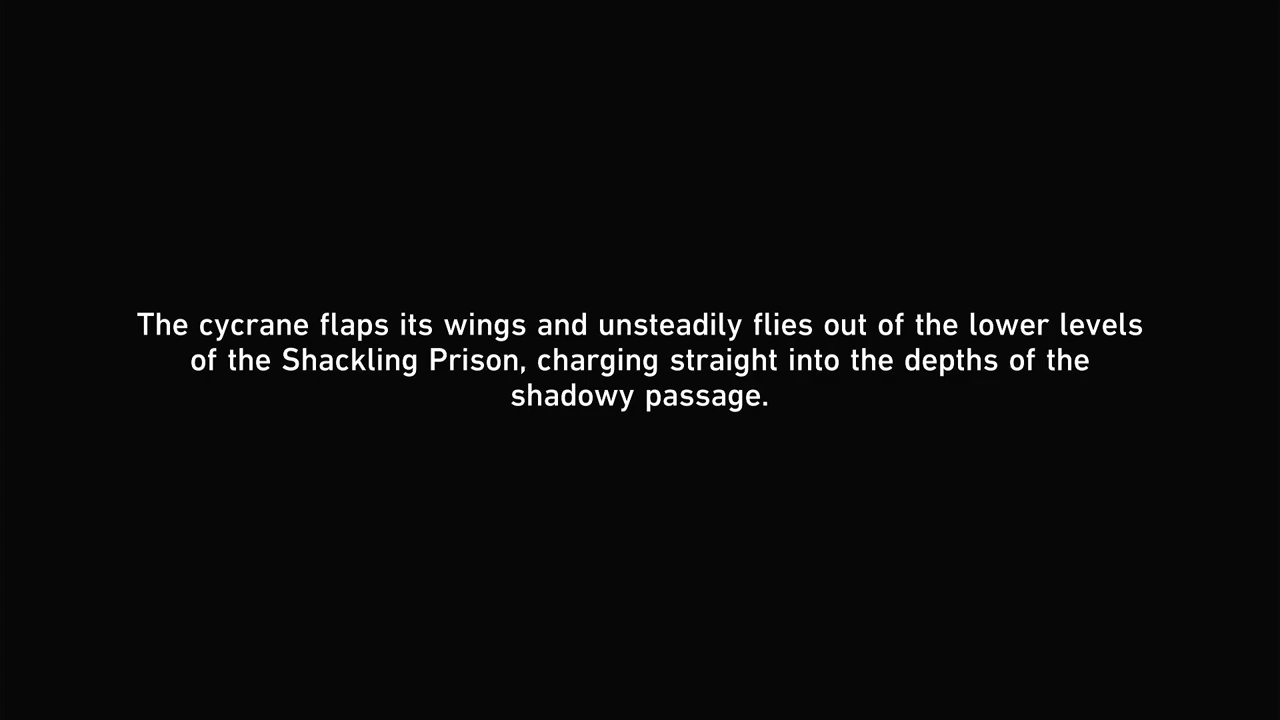 The cycrane flaps its wings and unsteadily flies out of the lower levels
of the Shackling Prison, charging straight into the depths of the
shadowy passage.